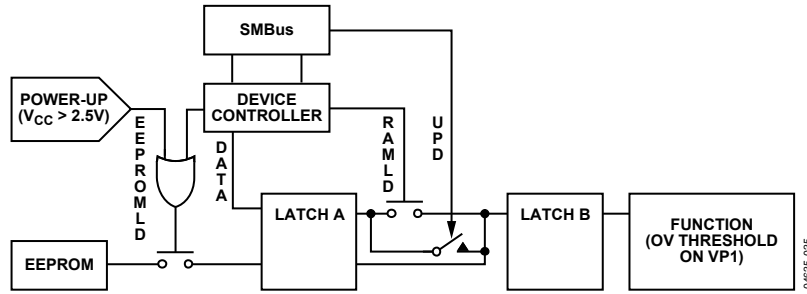 SMBus
POWER-UP
(VCC > 2.5V)
EEPROMLD
DEVICE
CONTROLLER
DATA
RAMLD
UPD
LATCH A
LATCH B
FUNCTION
(OV THRESHOLD
ON VP1)
EEPROM